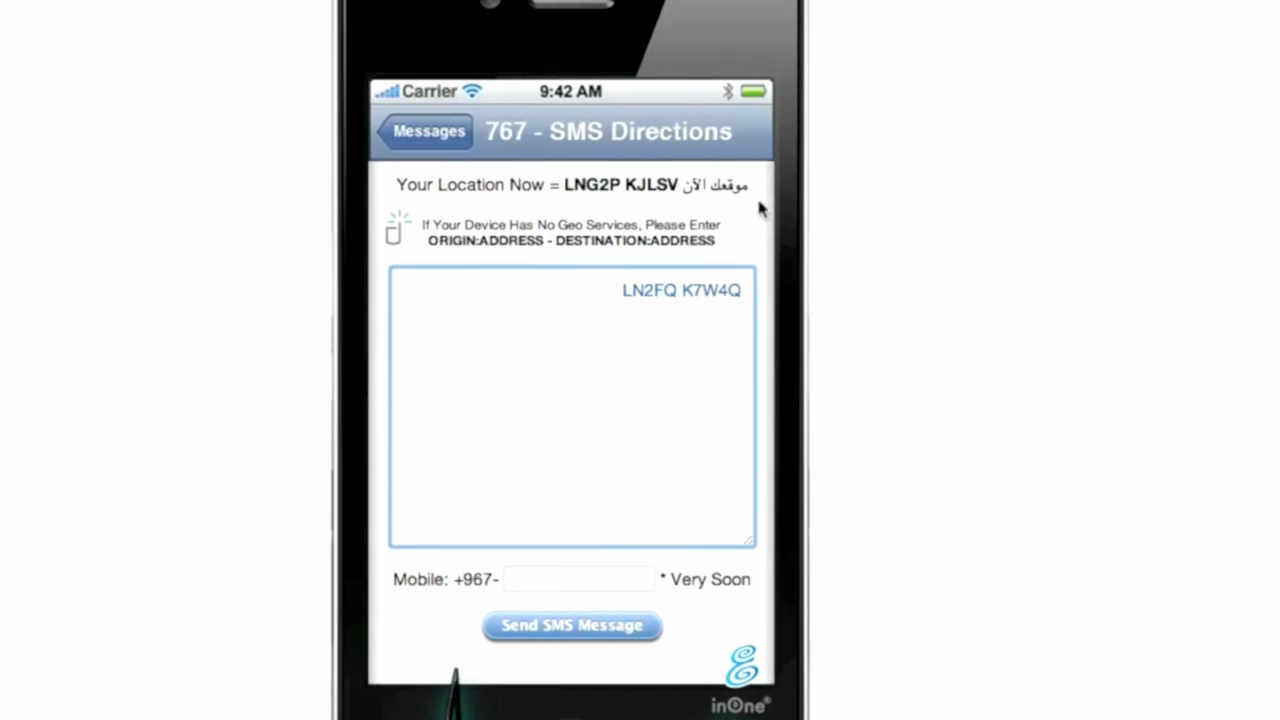 Carrier 9:42 AM
Messages 767 - SMS Directions
Your Location Now = LNG2P KJLSV موقعك الآن
If Your Device Has No Geo Services, Please Enter
ORIGIN:ADDRESS - DESTINATION:ADDRESS
LN2FQ K7W4Q
Mobile: +967- * Very Soon
Send SMS Message
inOne®